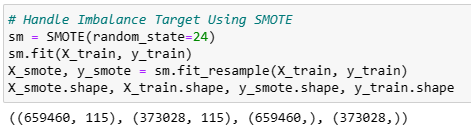 # Handle Imbalance Target Using SMOTE
sm = SMOTE(random_state=24)
sm.fit(X_train, y_train)
X_smote, y_smote = sm.fit_resample(X_train, y_train)
X_smote.shape, X_train.shape, y_smote.shape, y_train.shape
((659460, 115), (373028, 115), (659460,), (373028,))